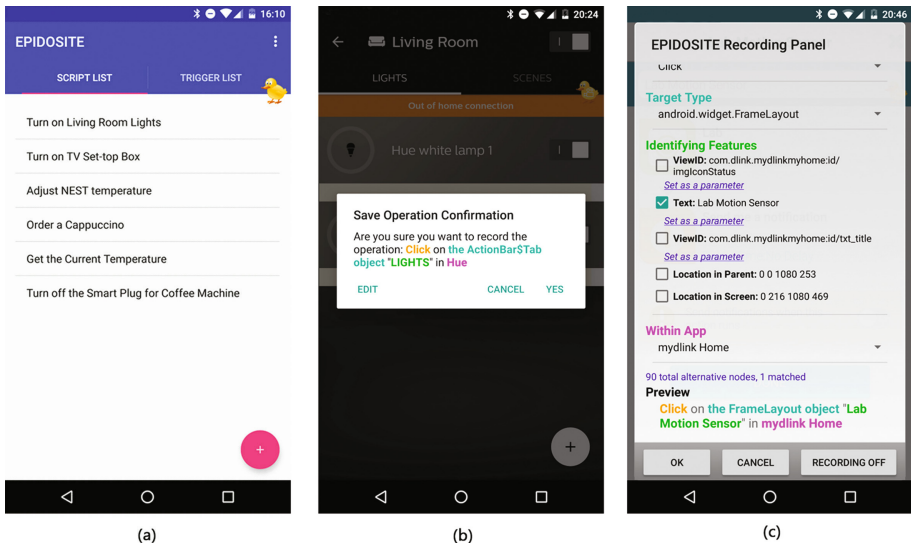 16:10
EPIDOSITE
SCRIPT LIST
TRIGGER LIST
Turn on Living Room Lights
Turn on TV Set-top Box
Adjust NEST temperature
Order a Cappuccino
Get the Current Temperature
Turn off the Smart Plug for Coffee Machine
+
(a)
20:24
Living Room
LIGHTS
SCENES
Out of home connection
Hue white lamp 1
Save Operation Confirmation
Are you sure you want to record the
operation: Click on the ActionBar$Tab
object "LIGHTS" in Hue
EDIT
CANCEL
YES
+
(b)
20:46
EPIDOSITE Recording Panel
Click
Target Type
android.widget.FrameLayout
Identifying Features
ViewID: com.dlink.mydlinkmyhome:id/
imgIconStatus
Set as a parameter
Text: Lab Motion Sensor
Set as a parameter
ViewID: com.dlink.mydlinkmyhome:id/txt_title
Set as a parameter
Location in Parent: 0 0 1080 253
Location in Screen: 0 216 1080 469
Within App
mydlink Home
90 total alternative nodes, 1 matched
Preview
Click on the FrameLayout object "Lab
Motion Sensor" in mydlink Home
OK
CANCEL
RECORDING OFF
(c)